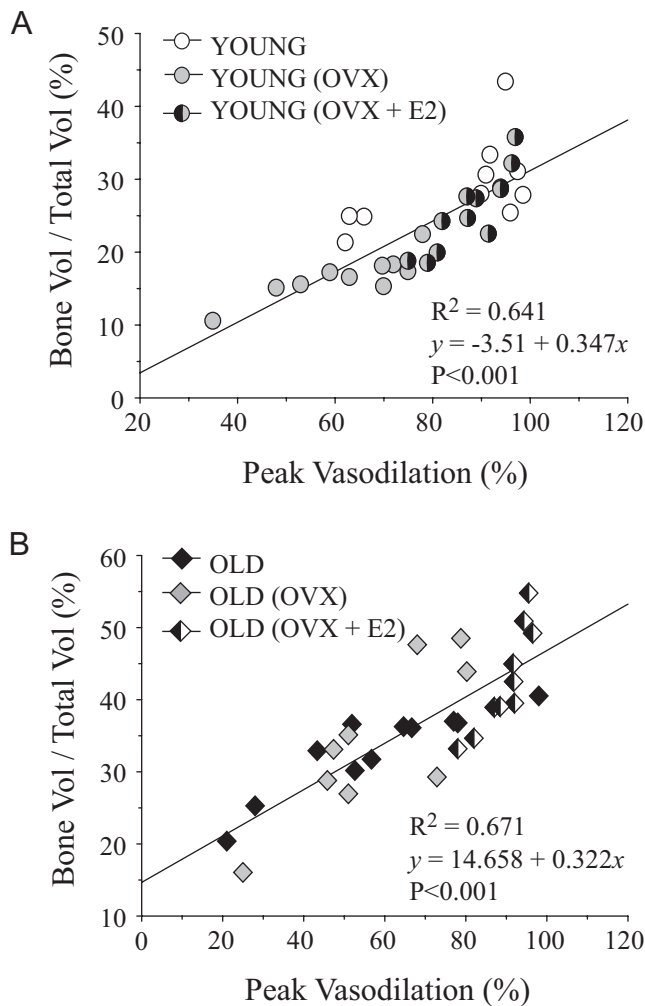 A
Bone Vol / Total Vol (%)
50
40
30
20
10
0
YOUNG
YOUNG (OVX)
YOUNG (OVX + E2)
R² = 0.641
y = -3.51 + 0.347x
P<0.001
20 40 60 80 100 120
Peak Vasodilation (%)
B
Bone Vol / Total Vol (%)
60
50
40
30
20
10
OLD
OLD (OVX)
OLD (OVX + E2)
R² = 0.671
y = 14.658 + 0.322x
P<0.001
0 20 40 60 80 100 120
Peak Vasodilation (%)